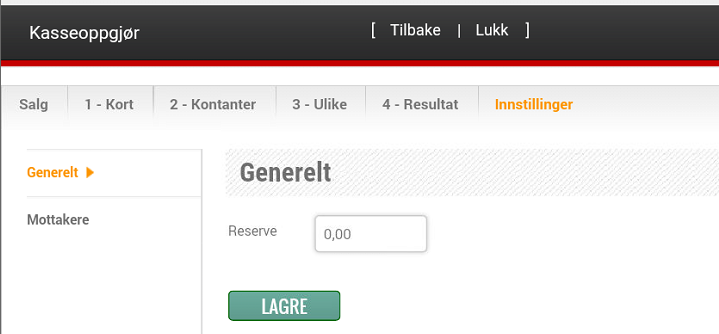 Kasseoppgjør [ Tilbake | Lukk ]
Salg 1 - Kort 2 - Kontanter 3 - Ulike 4 - Resultat Innstillinger
Generelt
Mottakere
Generelt
Reserve 0,00
LAGRE